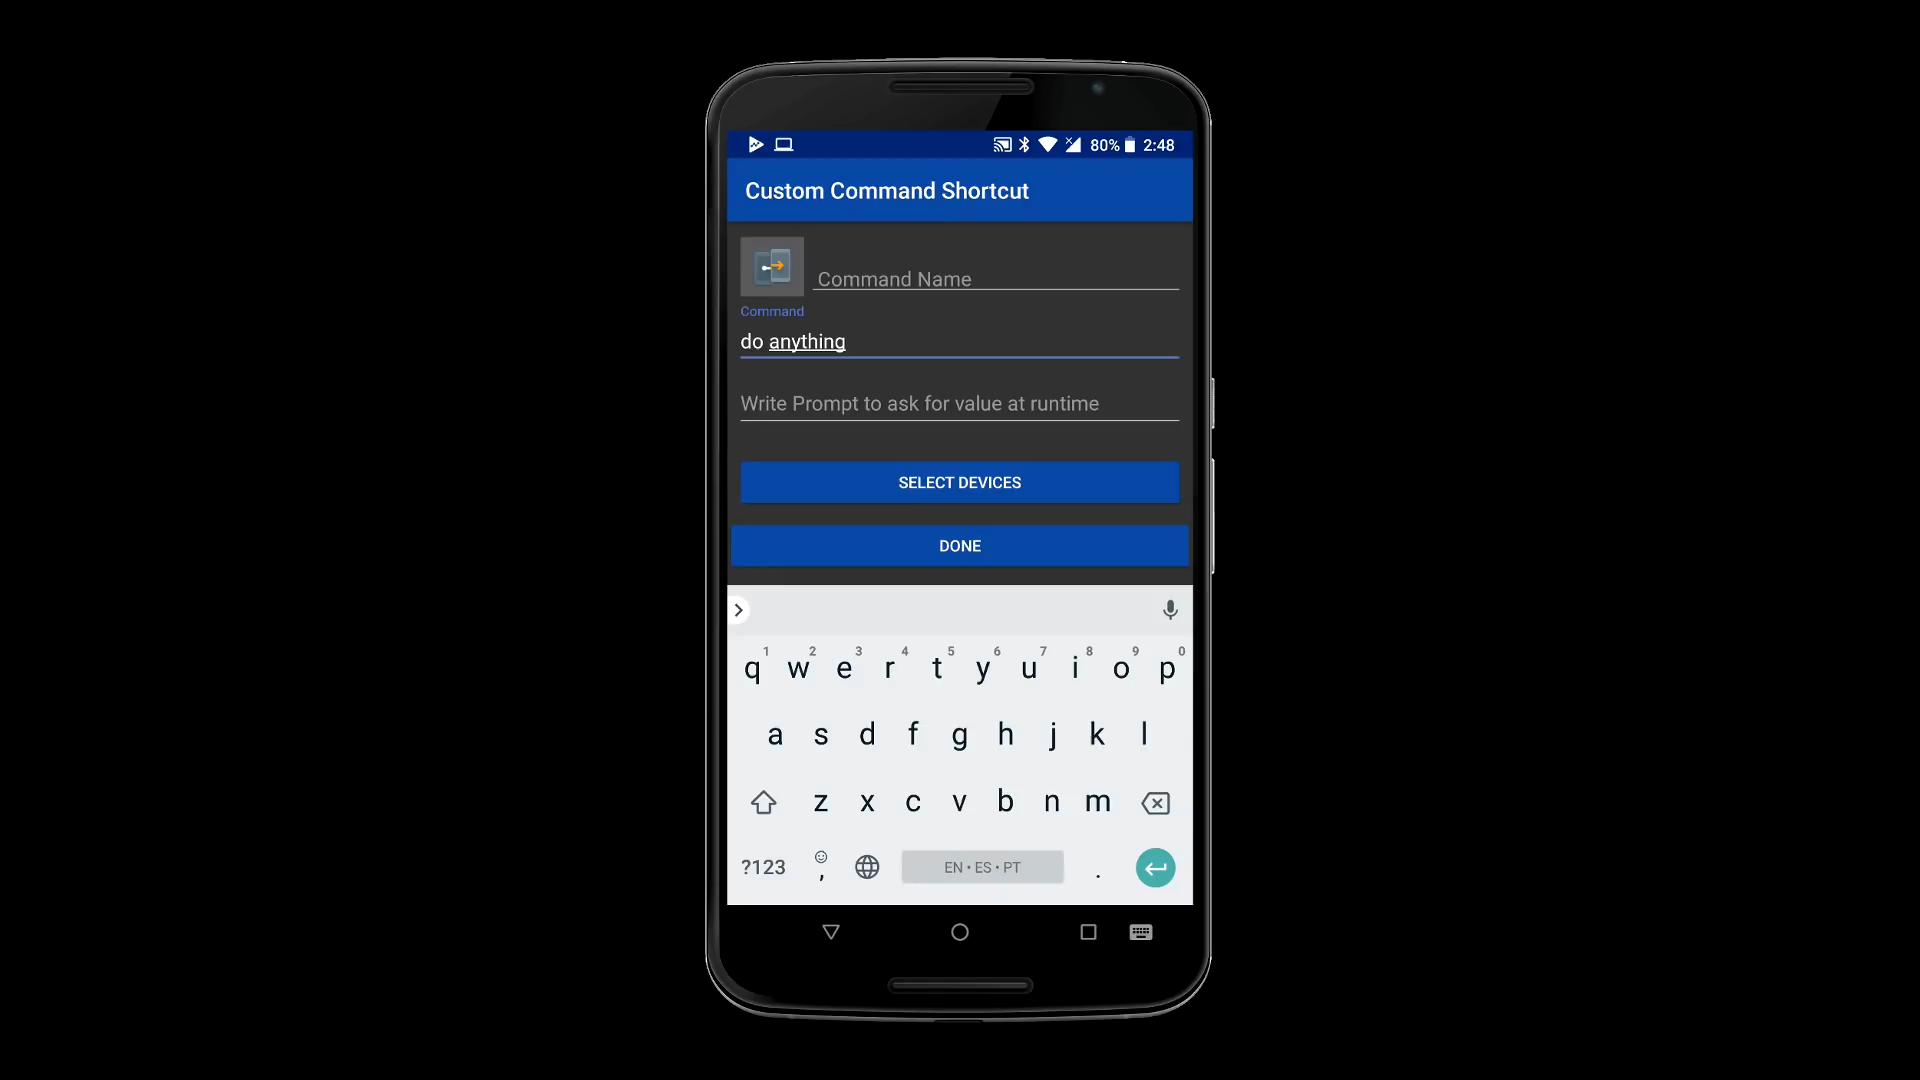 80% 2:48
Custom Command Shortcut
Command Name
Command
do anything
Write Prompt to ask for value at runtime
SELECT DEVICES
DONE
1 2 3 4 5 6 7 8 9 0
q w e r t y u i o p
a s d f g h j k l
z x c v b n m
?123 , EN • ES • PT .